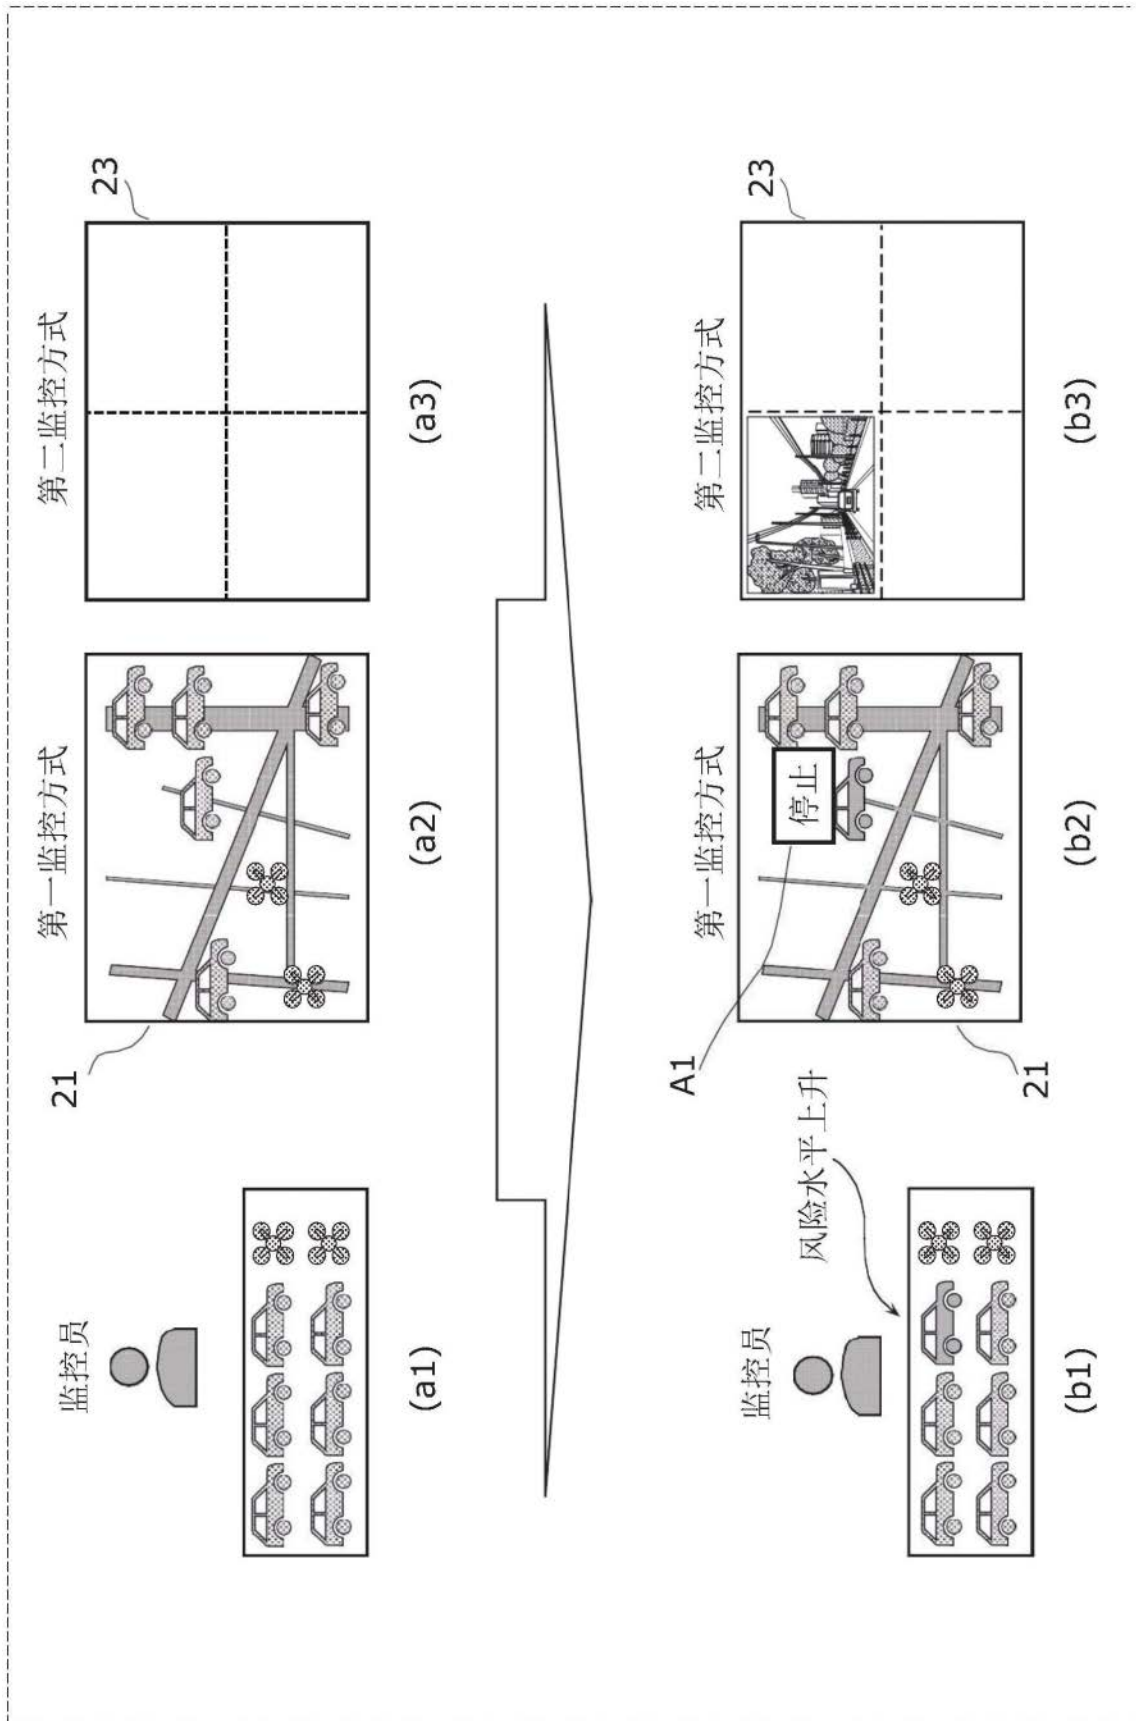 监控员
第一监控方式
第二监控方式
21
23
(a1)
(a2)
(a3)
监控员
风险水平上升
A1
第一监控方式
第二监控方式
23
停止
21
(b1)
(b2)
(b3)